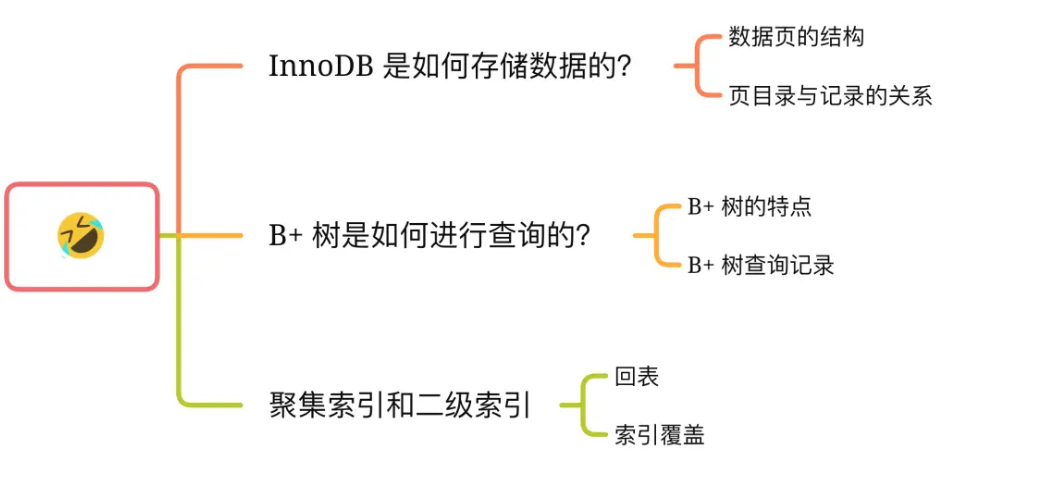 InnoDB 是如何存储数据的？
数据页的结构
页目录与记录的关系
B+ 树是如何进行查询的？
B+ 树的特点
B+ 树查询记录
聚集索引和二级索引
回表
索引覆盖